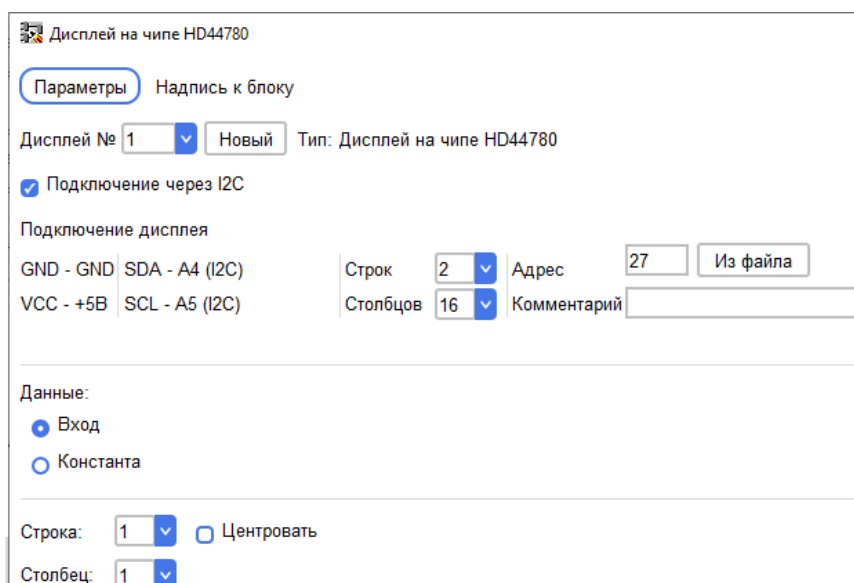 Дисплей на чипе HD44780
Параметры Надпись к блоку
Дисплей № 1 Новый Тип: Дисплей на чипе HD44780
Подключение через I2C
Подключение дисплея
GND - GND SDA - A4 (I2C) Строк 2 Адрес 27 Из файла
VCC - +5В SCL - A5 (I2C) Столбцов 16 Комментарий
Данные:
Вход
Константа
Строка: 1 Центровать
Столбец: 1